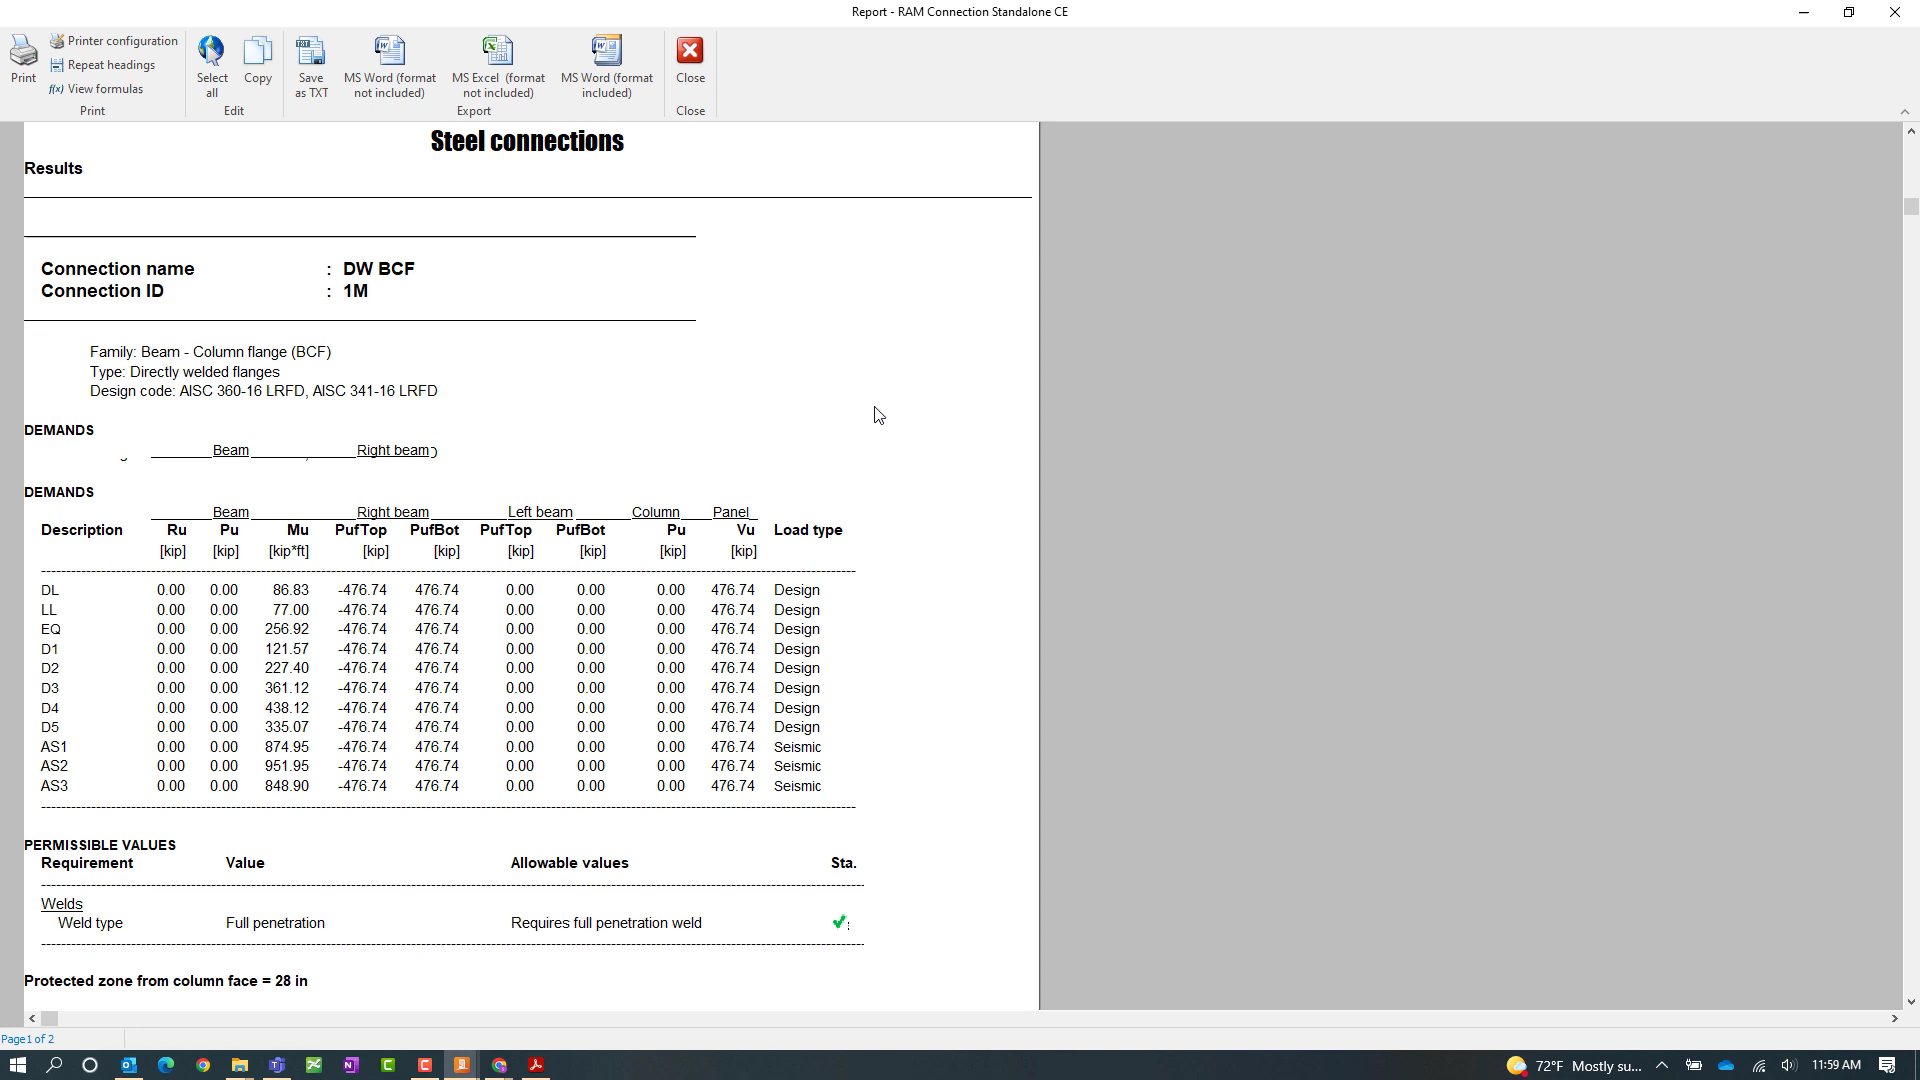 Report - RAM Connection Standalone CE
Print
Printer configuration
Repeat headings
f(x) View formulas
Print
Select all
Copy
Edit
TXT
Save as TXT
MS Word (format not included)
MS Excel (format not included)
MS Word (format included)
Export
Close
Close
Steel connections
Results
Connection name : DW BCF
Connection ID : 1M
Family: Beam - Column flange (BCF)
Type: Directly welded flanges
Design code: AISC 360-16 LRFD, AISC 341-16 LRFD
DEMANDS
Beam Right beam
DEMANDS
Beam Right beam Left beam Column Panel
Description Ru Pu Mu PufTop PufBot PufTop PufBot Pu Vu Load type
[kip] [kip] [kip*ft] [kip] [kip] [kip] [kip] [kip] [kip]
DL 0.00 0.00 86.83 -476.74 476.74 0.00 0.00 0.00 476.74 Design
LL 0.00 0.00 77.00 -476.74 476.74 0.00 0.00 0.00 476.74 Design
EQ 0.00 0.00 256.92 -476.74 476.74 0.00 0.00 0.00 476.74 Design
D1 0.00 0.00 121.57 -476.74 476.74 0.00 0.00 0.00 476.74 Design
D2 0.00 0.00 227.40 -476.74 476.74 0.00 0.00 0.00 476.74 Design
D3 0.00 0.00 361.12 -476.74 476.74 0.00 0.00 0.00 476.74 Design
D4 0.00 0.00 438.12 -476.74 476.74 0.00 0.00 0.00 476.74 Design
D5 0.00 0.00 335.07 -476.74 476.74 0.00 0.00 0.00 476.74 Design
AS1 0.00 0.00 874.95 -476.74 476.74 0.00 0.00 0.00 476.74 Seismic
AS2 0.00 0.00 951.95 -476.74 476.74 0.00 0.00 0.00 476.74 Seismic
AS3 0.00 0.00 848.90 -476.74 476.74 0.00 0.00 0.00 476.74 Seismic
PERMISSIBLE VALUES
Requirement Value Allowable values Sta.
Welds
Weld type Full penetration Requires full penetration weld
Protected zone from column face = 28 in
Page1 of 2
72°F Mostly su... 11:59 AM